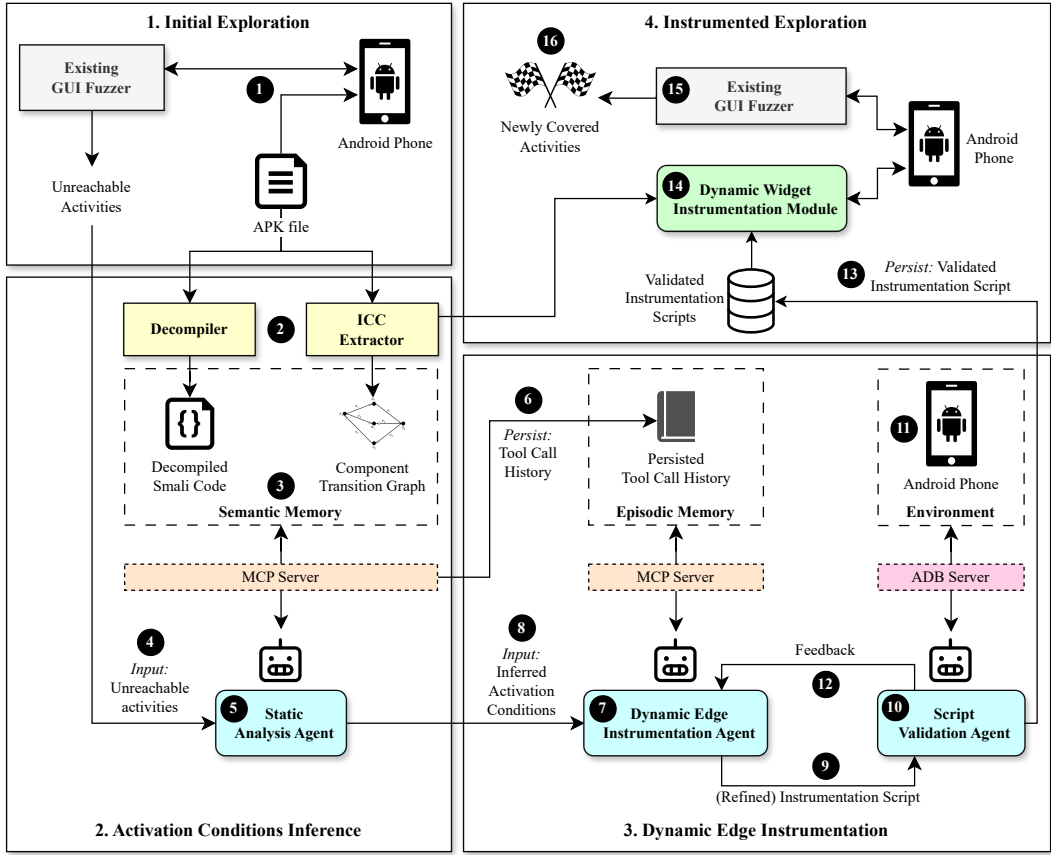 1. Initial Exploration
Existing
GUI Fuzzer
1
Android Phone
Unreachable
Activities
APK file
4. Instrumented Exploration
16
Newly Covered
Activities
15
Existing
GUI Fuzzer
Android
Phone
14
Dynamic Widget
Instrumentation Module
Validated
Instrumentation
Scripts
13
Persist: Validated
Instrumentation Script
Decompiler
2
ICC
Extractor
{}
Decompiled
Smali Code
Component
Transition Graph
3
Semantic Memory
MCP Server
4
Input:
Unreachable
activities
5
Static
Analysis Agent
2. Activation Conditions Inference
6
Persist:
Tool Call
History
Persisted
Tool Call History
Episodic Memory
MCP Server
11
Android Phone
Environment
ADB Server
8
Input:
Inferred
Activation
Conditions
7
Dynamic Edge
Instrumentation Agent
Feedback
12
10
Script
Validation Agent
9
(Refined) Instrumentation Script
3. Dynamic Edge Instrumentation